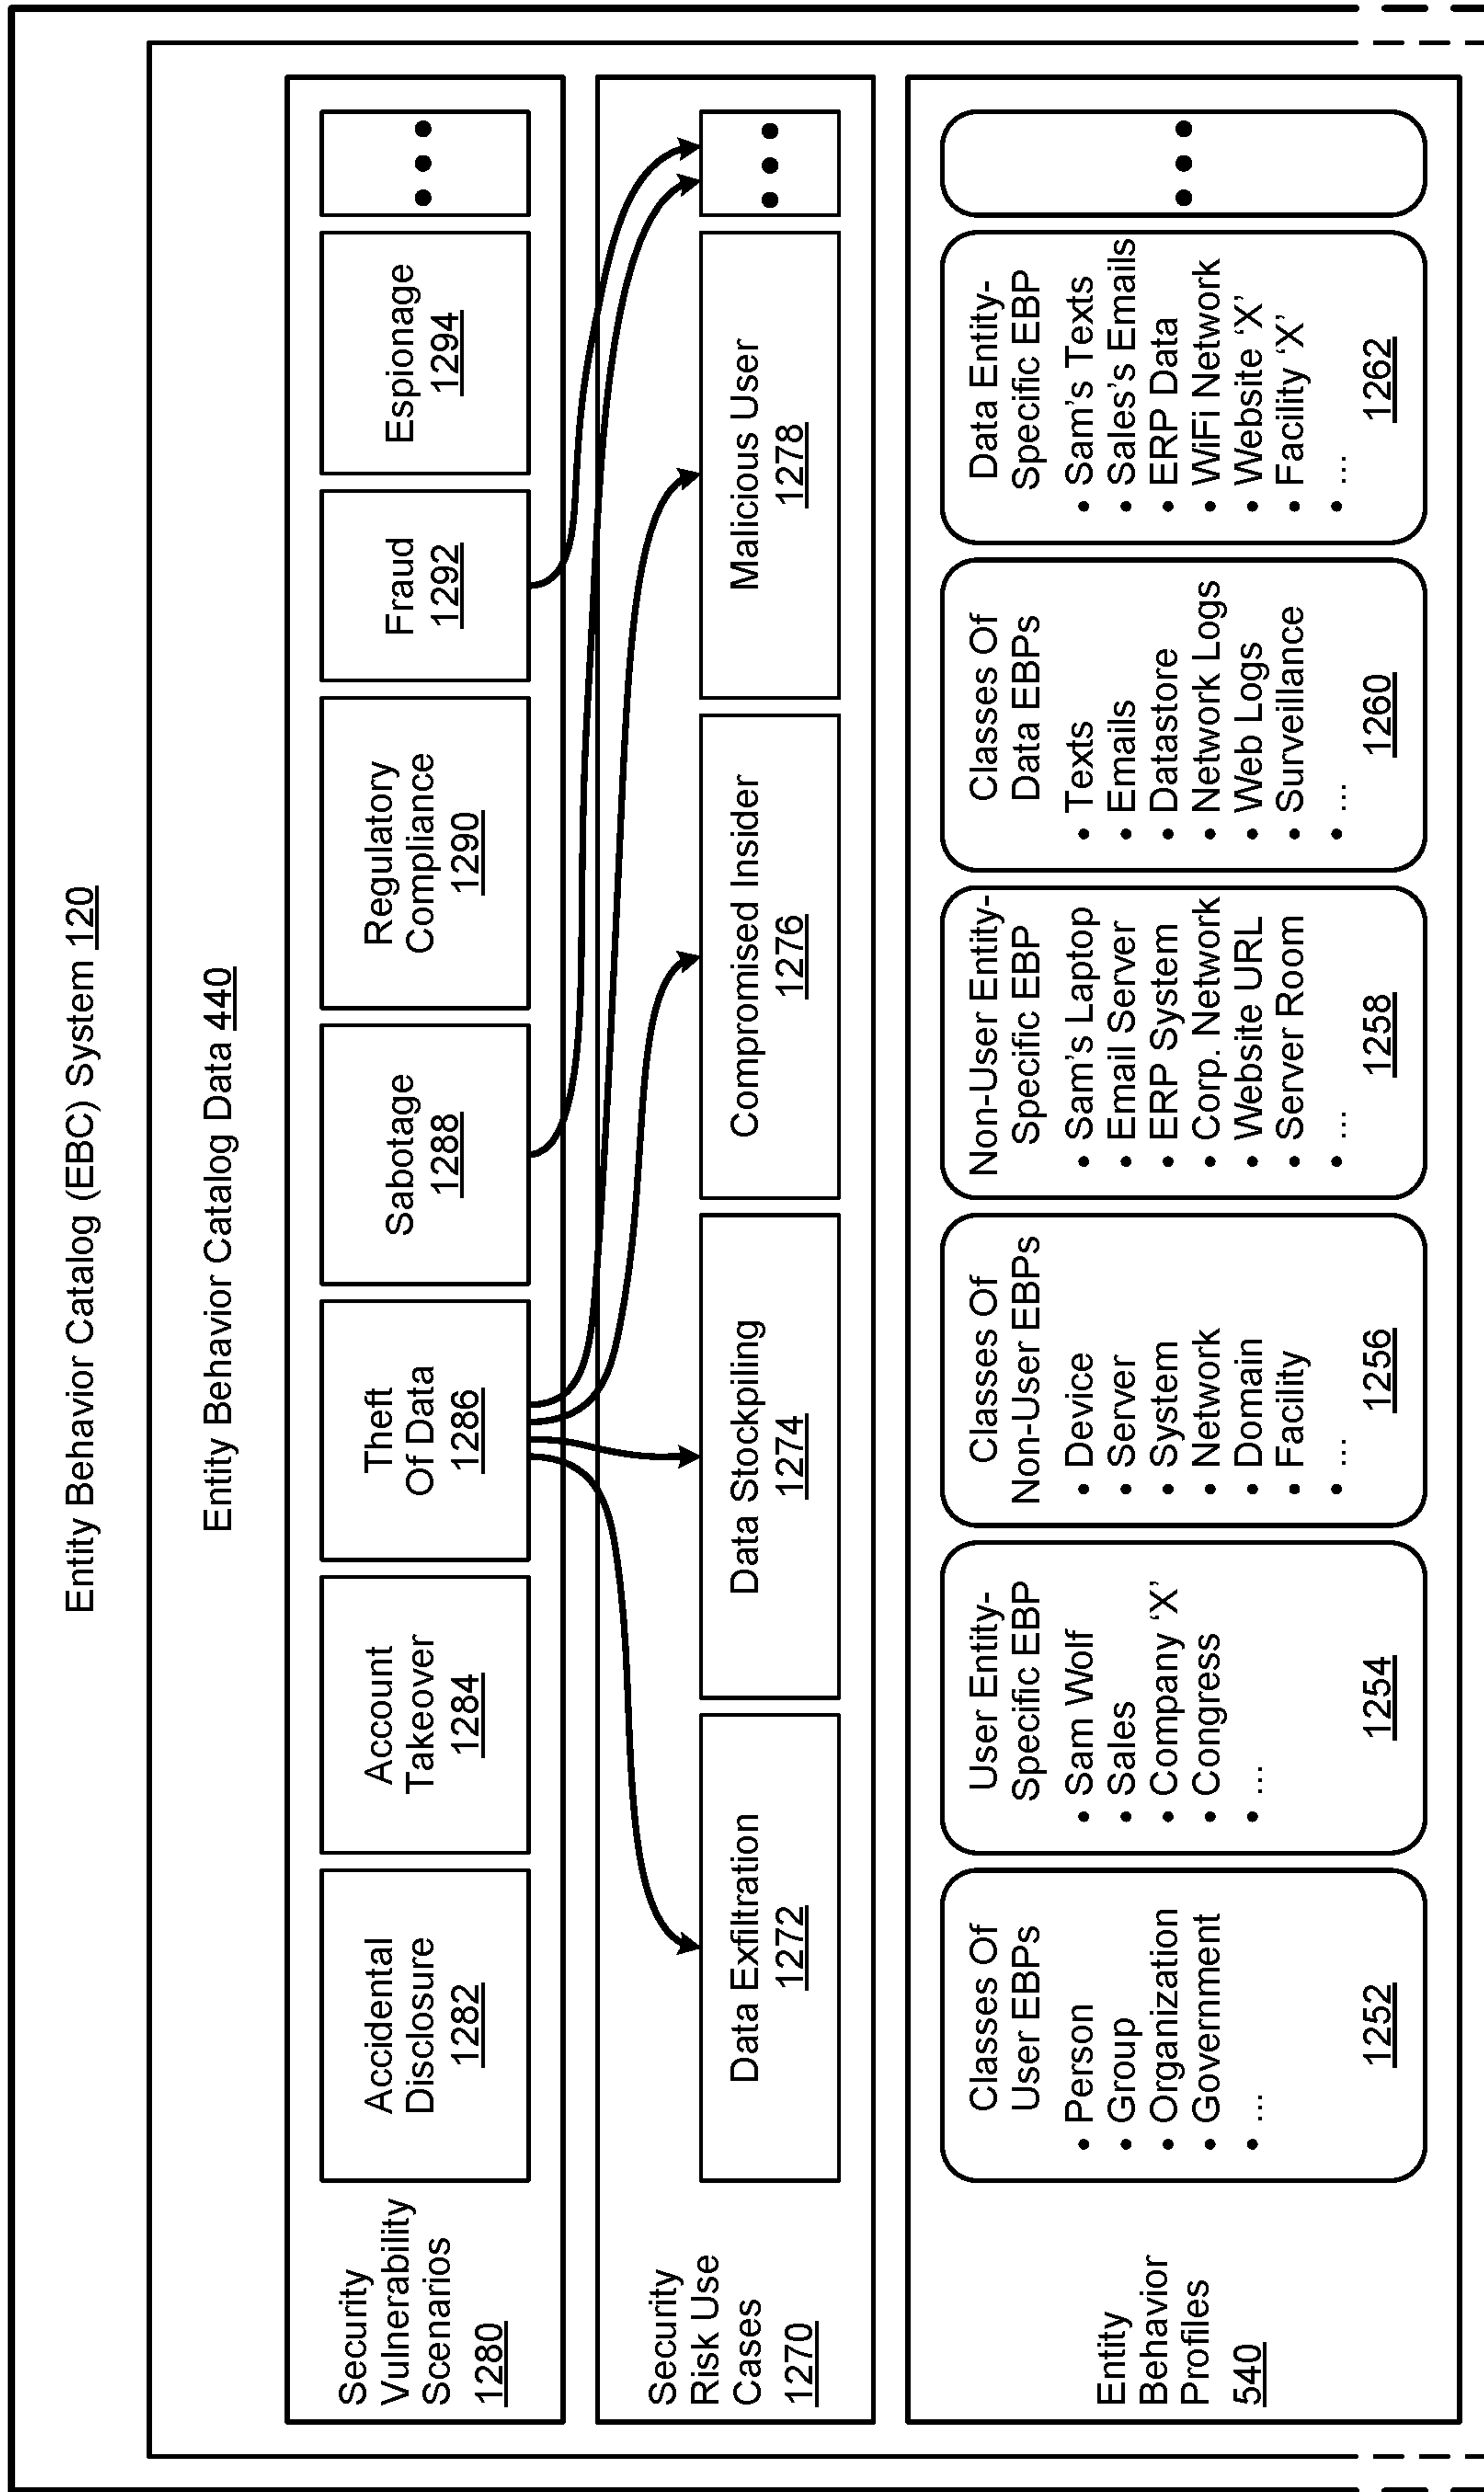 Entity Behavior Catalog (EBC) System 120
Entity Behavior Catalog Data 440
Security
Vulnerability
Scenarios
1280
Accidental
Disclosure
1282
Account
Takeover
1284
Theft
Of Data
1286
Sabotage
1288
Regulatory
Compliance
1290
Fraud
1292
Espionage
1294
• • •
Security
Risk Use
Cases
1270
Data Exfiltration
1272
Data Stockpiling
1274
Compromised Insider
1276
Malicious User
1278
• • •
Entity
Behavior
Profiles
540
Classes Of
User EBPs
• Person
• Group
• Organization
• Government
• ...
1252
User Entity-
Specific EBP
• Sam Wolf
• Sales
• Company ‘X’
• Congress
• ...
1254
Classes Of
Non-User EBPs
• Device
• Server
• System
• Network
• Domain
• Facility
• ...
1256
Non-User Entity-
Specific EBP
• Sam's Laptop
• Email Server
• ERP System
• Corp. Network
• Website URL
• Server Room
• ...
1258
Classes Of
Data EBPs
• Texts
• Emails
• Datastore
• Network Logs
• Web Logs
• Surveillance
• ...
1260
Data Entity-
Specific EBP
• Sam's Texts
• Sales's Emails
• ERP Data
• WiFi Network
• Website ‘X’
• Facility ‘X’
• ...
1262
• • •